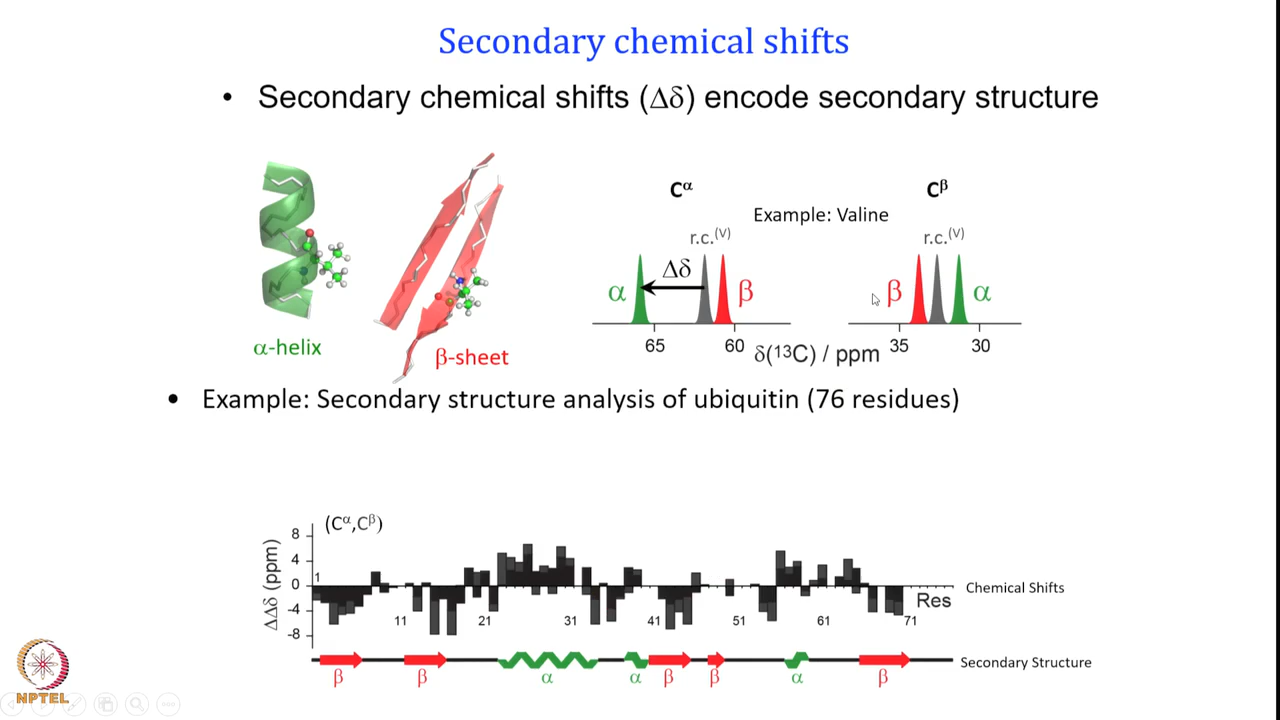 Secondary chemical shifts
• Secondary chemical shifts (Δδ) encode secondary structure
Cα Cβ
Example: Valine
r.c.(V) r.c.(V)
α Δδ β β α
65 60 δ(13C) / ppm 35 30
α-helix
β-sheet
• Example: Secondary structure analysis of ubiquitin (76 residues)
(Cα,Cβ)
ΔΔδ (ppm)
8
4
0
-4
-8
1 Chemical Shifts
Res
11 21 31 41 51 61 71
Secondary Structure
β β α α β β α β
NPTEL